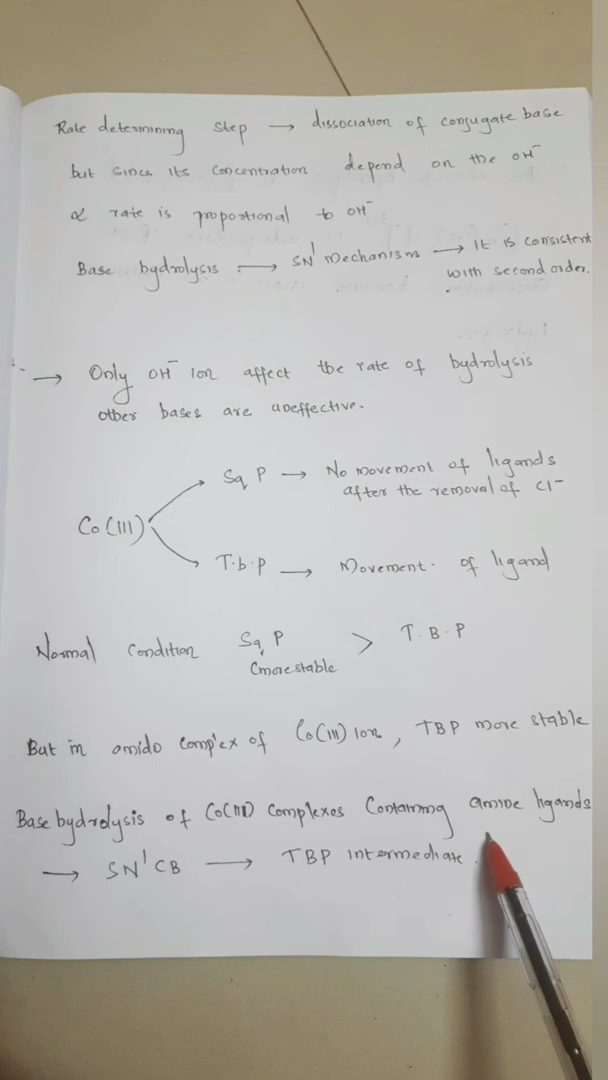 Rate determining step → dissociation of conjugate base
but since its concentration depend on the OH⁻
α rate is proportional to OH⁻
Base hydrolysis → SN¹ Mechanism → It is consistent
with second order.
→ Only OH⁻ Ion affect the rate of hydrolysis
other bases are uneffective.
Sq P → No movement of ligands
after the removal of Cl⁻
Co(III)
T.b.p → Movement. of ligand
Normal condition Sq P > T.B.P
(more stable
But in amido complex of Co(III) Ion, TBP more stable
Base hydrolysis of Co(III) complexes containing amine ligands
→ SN¹CB → TBP intermediate.